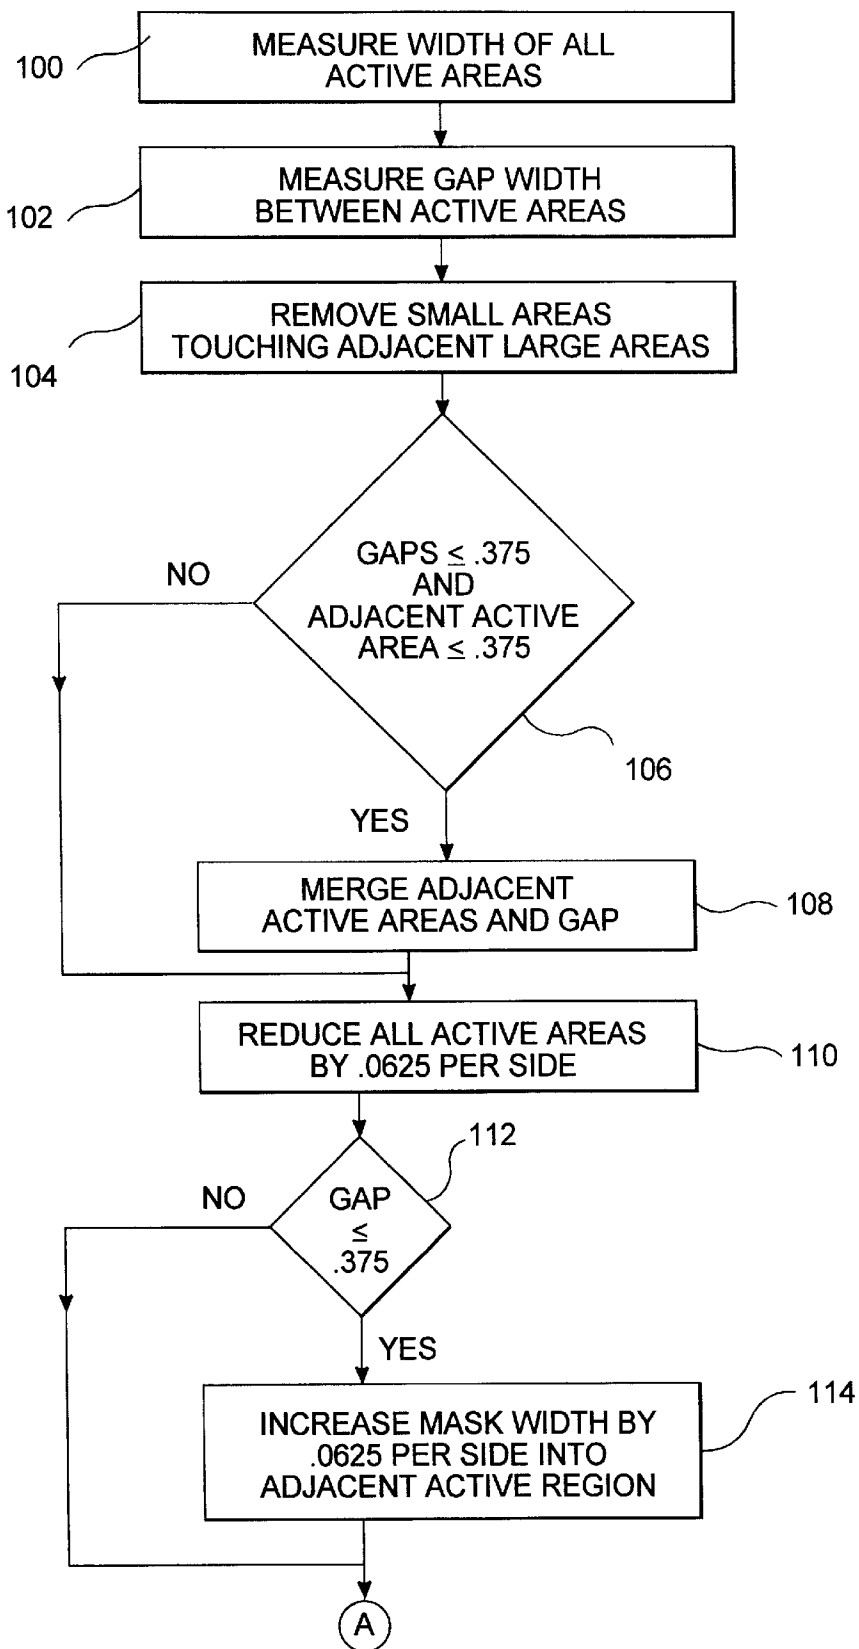 100
MEASURE WIDTH OF ALL
ACTIVE AREAS
102
MEASURE GAP WIDTH
BETWEEN ACTIVE AREAS
104
REMOVE SMALL AREAS
TOUCHING ADJACENT LARGE AREAS
NO
GAPS ≤ .375
AND
ADJACENT ACTIVE
AREA ≤ .375
106
YES
MERGE ADJACENT
ACTIVE AREAS AND GAP
108
REDUCE ALL ACTIVE AREAS
BY .0625 PER SIDE
110
112
NO
GAP
≤
.375
YES
114
INCREASE MASK WIDTH BY
.0625 PER SIDE INTO
ADJACENT ACTIVE REGION
A